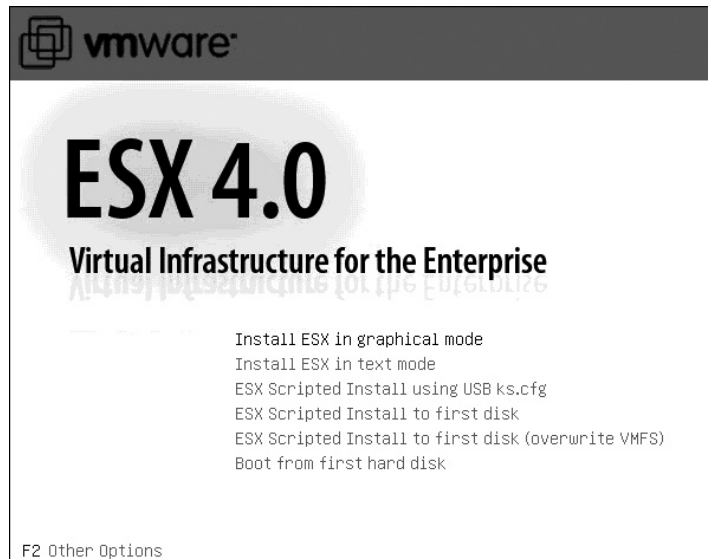 vmware
ESX 4.0
Virtual Infrastructure for the Enterprise
Install ESX in graphical mode
Install ESX in text mode
ESX Scripted Install using USB ks.cfg
ESX Scripted Install to first disk
ESX Scripted Install to first disk (overwrite VMFS)
Boot from first hard disk
F2 Other Options